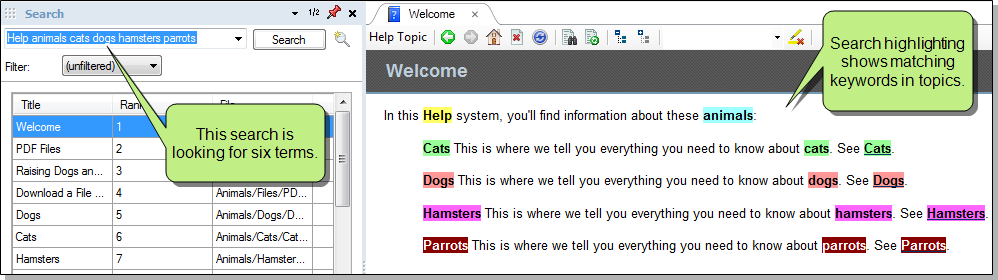 Search
1/2
Help animals cats dogs hamsters parrots
Search
Filter:
(unfiltered)
Title Rank File
Welcome 1
PDF Files 2
Raising Dogs an... 3
Download a File 4 Animals/Files/PD...
Dogs 5 Animals/Dogs/D...
Cats 6 Animals/Cats/Cat...
Hamsters 7 Animals/Hamster...
This search is
looking for six terms.
Welcome
Help Topic
Welcome
Search highlighting
shows matching
keywords in topics.
In this Help system, you'll find information about these animals:
Cats This is where we tell you everything you need to know about cats. See Cats.
Dogs This is where we tell you everything you need to know about dogs. See Dogs.
Hamsters This is where we tell you everything you need to know about hamsters. See Hamsters.
Parrots This is where we tell you everything you need to know about parrots. See Parrots.